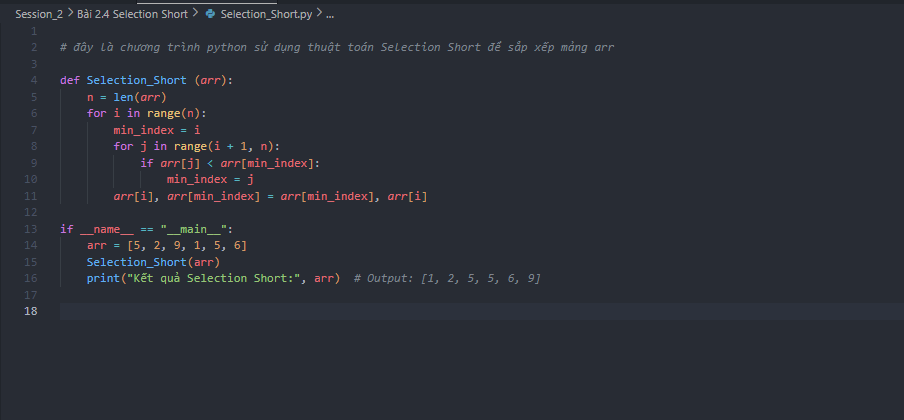 Session_2 > Bài 2.4 Selection Short > Selection_Short.py > ...
1
2 # đây là chương trình python sử dụng thuật toán Selection Short để sắp xếp mảng arr
3
4 def Selection_Short (arr):
5     n = len(arr)
6     for i in range(n):
7         min_index = i
8         for j in range(i + 1, n):
9             if arr[j] < arr[min_index]:
10                 min_index = j
11         arr[i], arr[min_index] = arr[min_index], arr[i]
12
13 if __name__ == "__main__":
14     arr = [5, 2, 9, 1, 5, 6]
15     Selection_Short(arr)
16     print("Kết quả Selection Short:", arr)  # Output: [1, 2, 5, 5, 6, 9]
17
18